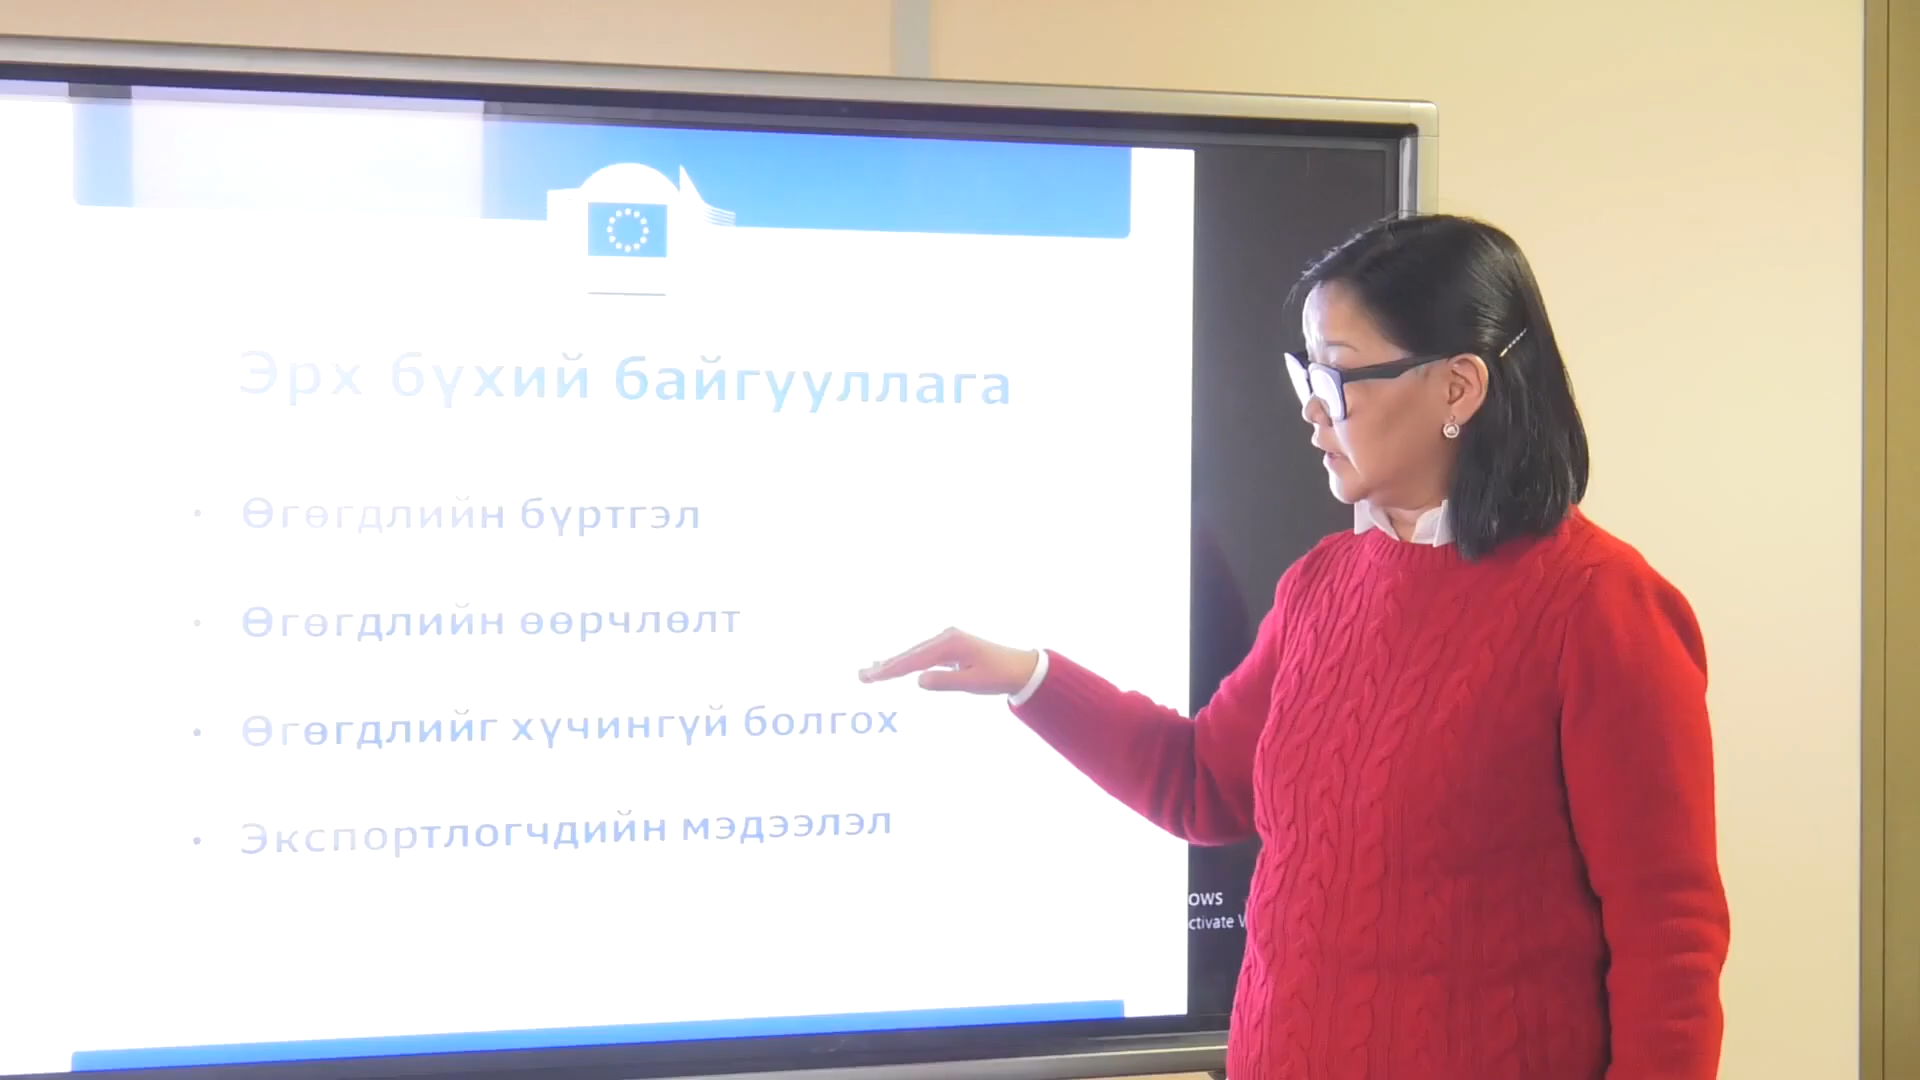 Эрх бүхий байгууллага
• Өгөгдлийн бүртгэл
• Өгөгдлийн өөрчлөлт
• Өгөгдлийг хүчингүй болгох
• Экспортлогчдийн мэдээлэл
ows
ctivate